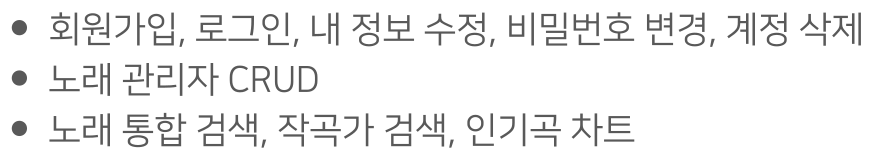 • 회원가입, 로그인, 내 정보 수정, 비밀번호 변경, 계정 삭제
• 노래 관리자 CRUD
• 노래 통합 검색, 작곡가 검색, 인기곡 차트